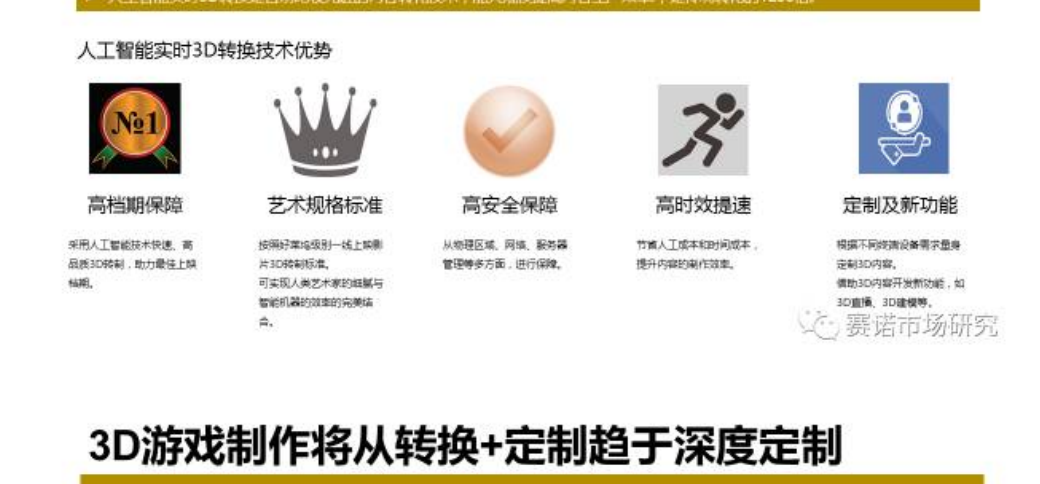 人工智能实时3D转换技术优势
№1
高档期保障
采用人工智能技术快速、高
品质3D转制，助力最佳上映
档期。
艺术规格标准
按照好莱坞级别一线上映影
片3D转制标准。
可实现人类艺术家的细腻与
智能机器的效率的完美结
合。
高安全保障
从物理区域、网络、服务器
管理等多方面，进行保障。
高时效提速
节省人工成本和时间成本，
提升内容的制作效率。
定制及新功能
根据不同终端设备需求量身
定制3D内容。
借助3D内容开发新功能，如
3D直播、3D建模等。
赛诺市场研究
3D游戏制作将从转换+定制趋于深度定制